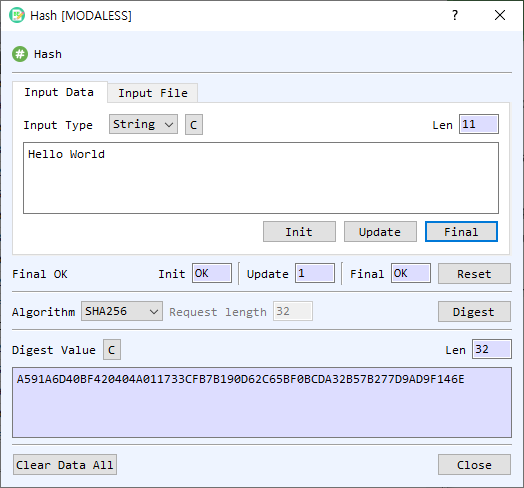 Hash [MODALESS] ?
# Hash
Input Data Input File
Input Type String C Len 11
Hello World
Init Update Final
Final OK Init OK Update 1 Final OK Reset
Algorithm SHA256 Request length 32 Digest
Digest Value C Len 32
A591A6D40BF420404A011733CFB7B190D62C65BF0BCDA32B57B277D9AD9F146E
Clear Data All Close